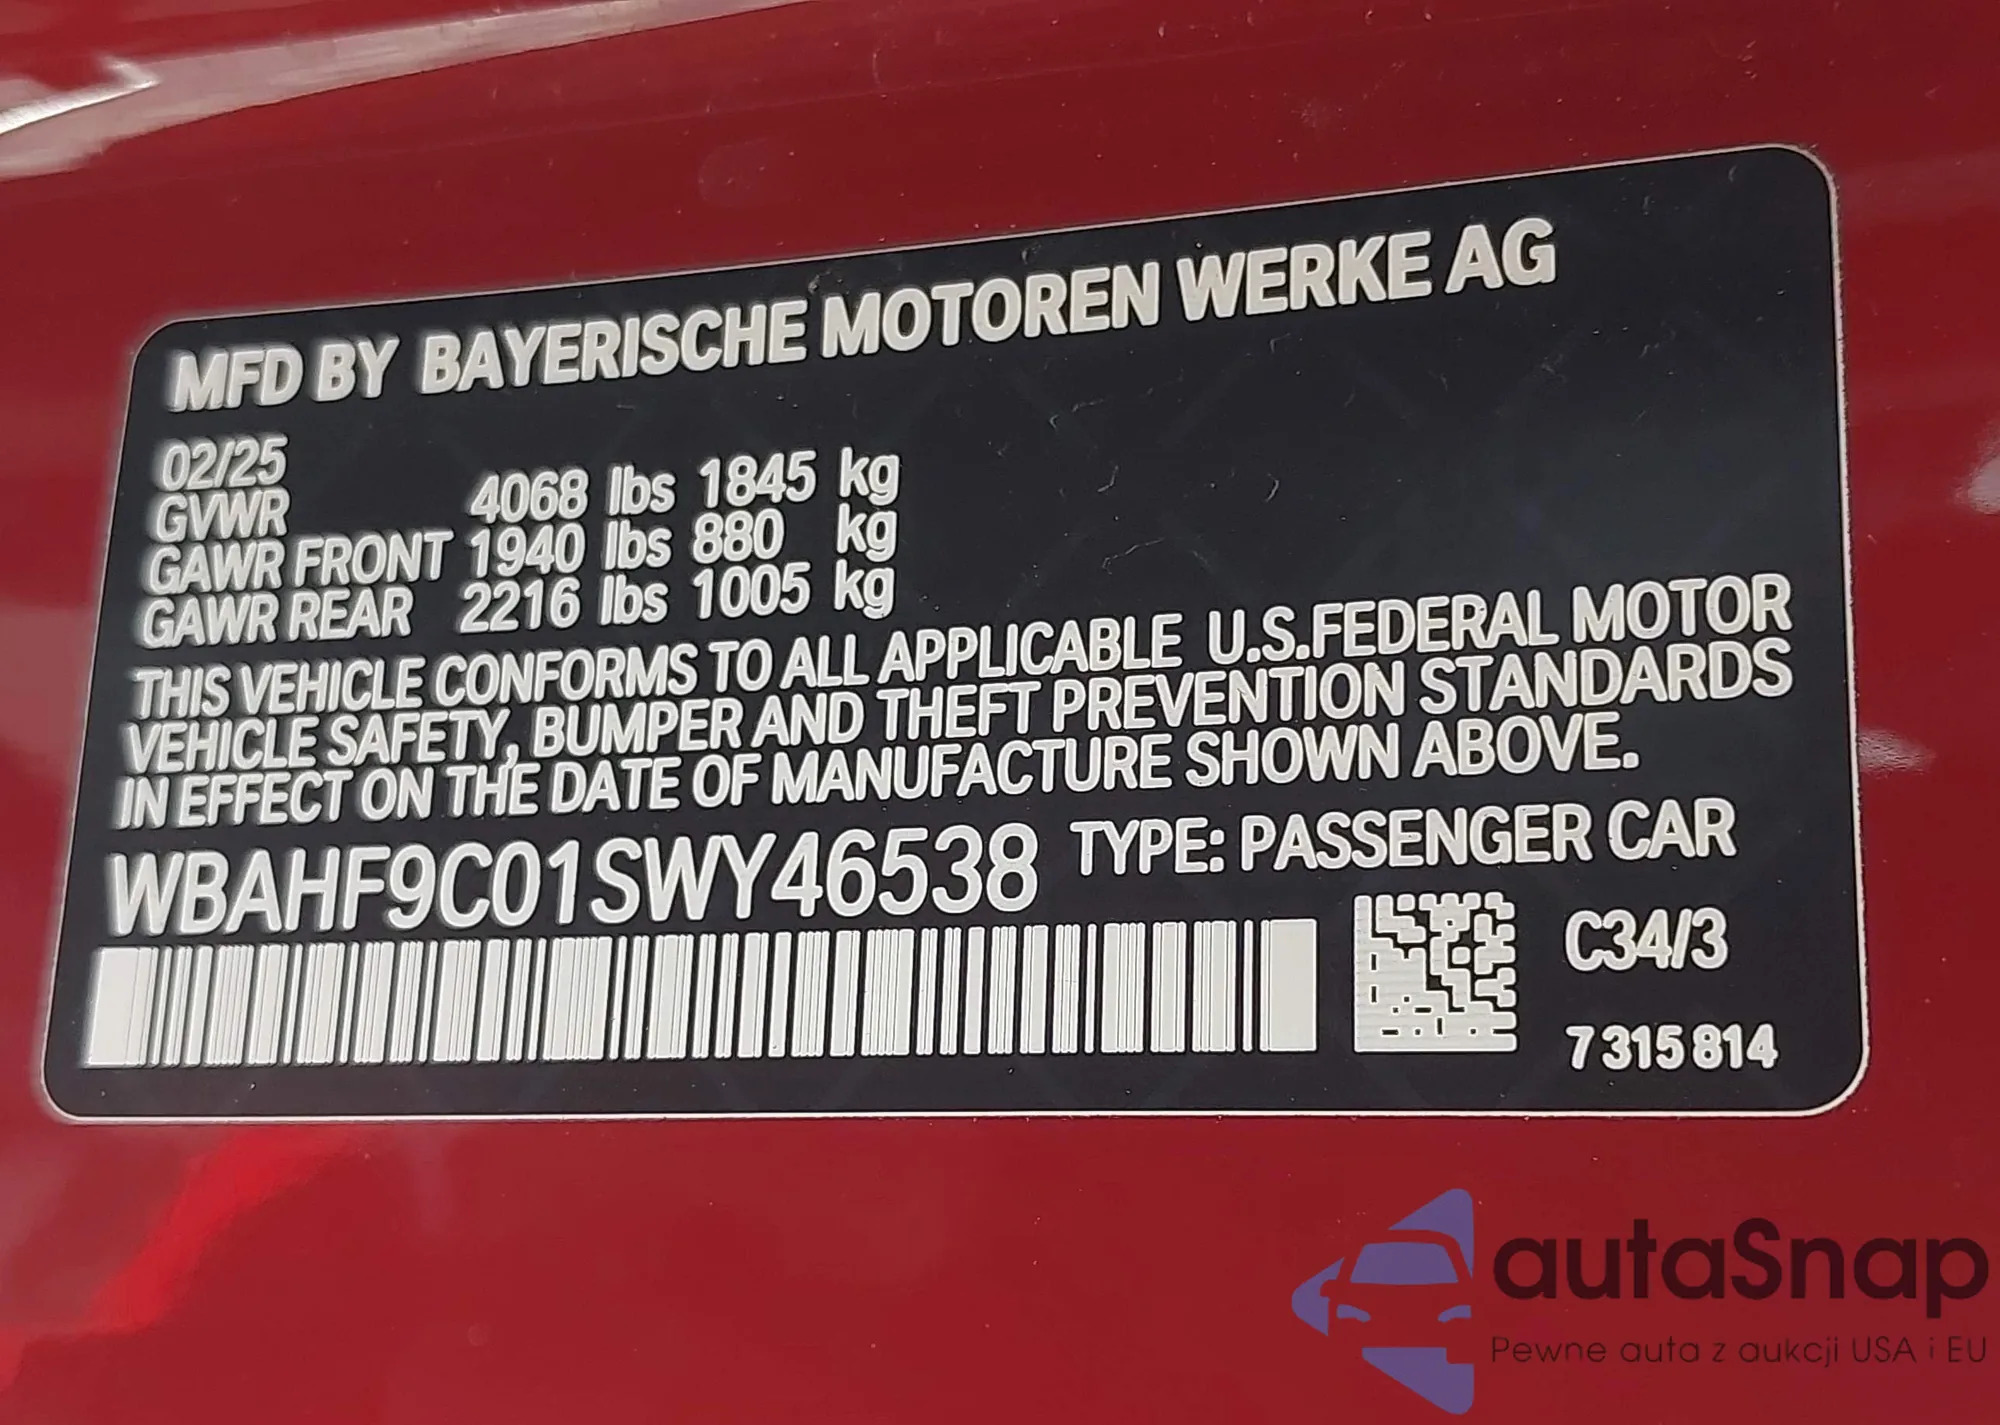 MFD BY BAYERISCHE MOTOREN WERKE AG
02/25
GVWR 4068 lbs 1845 kg
GAWR FRONT 1940 lbs 880 kg
GAWR REAR 2216 lbs 1005 kg
THIS VEHICLE CONFORMS TO ALL APPLICABLE U.S.FEDERAL MOTOR
VEHICLE SAFETY, BUMPER AND THEFT PREVENTION STANDARDS
IN EFFECT ON THE DATE OF MANUFACTURE SHOWN ABOVE.
WBAHF9C01SWY46538 TYPE: PASSENGER CAR
C34/3
7 315 814
autaSnap
Pewne auta z aukcji USA i EU